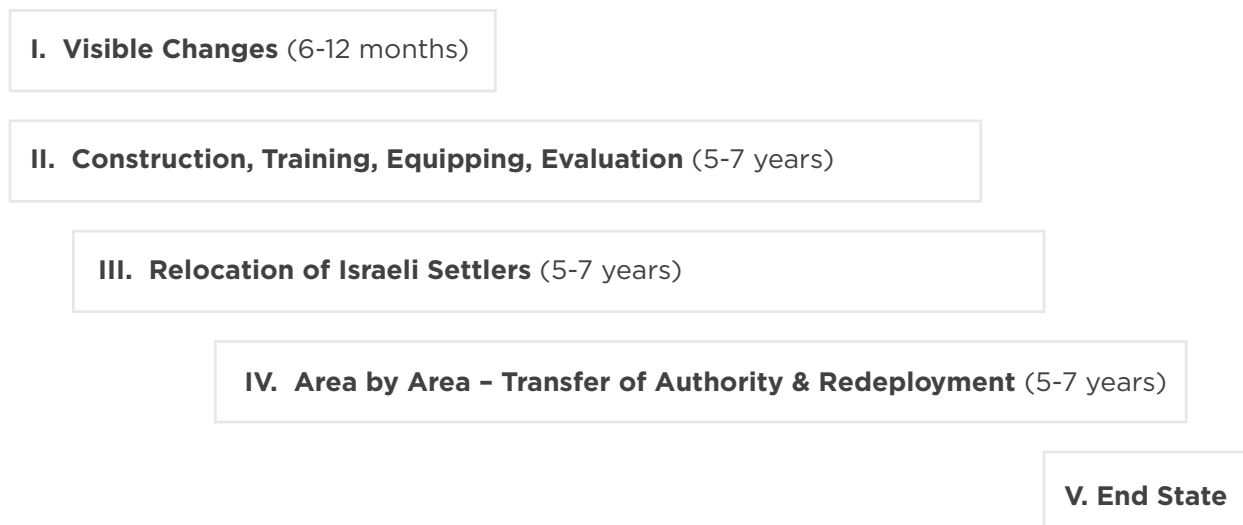 I. Visible Changes (6-12 months)
II. Construction, Training, Equipping, Evaluation (5-7 years)
III. Relocation of Israeli Settlers (5-7 years)
IV. Area by Area – Transfer of Authority & Redeployment (5-7 years)
V. End State